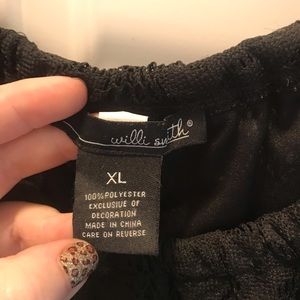 willi smith®
XL
100% POLYESTER
EXCLUSIVE OF
DECORATION
MADE IN CHINA
CARE ON REVERSE